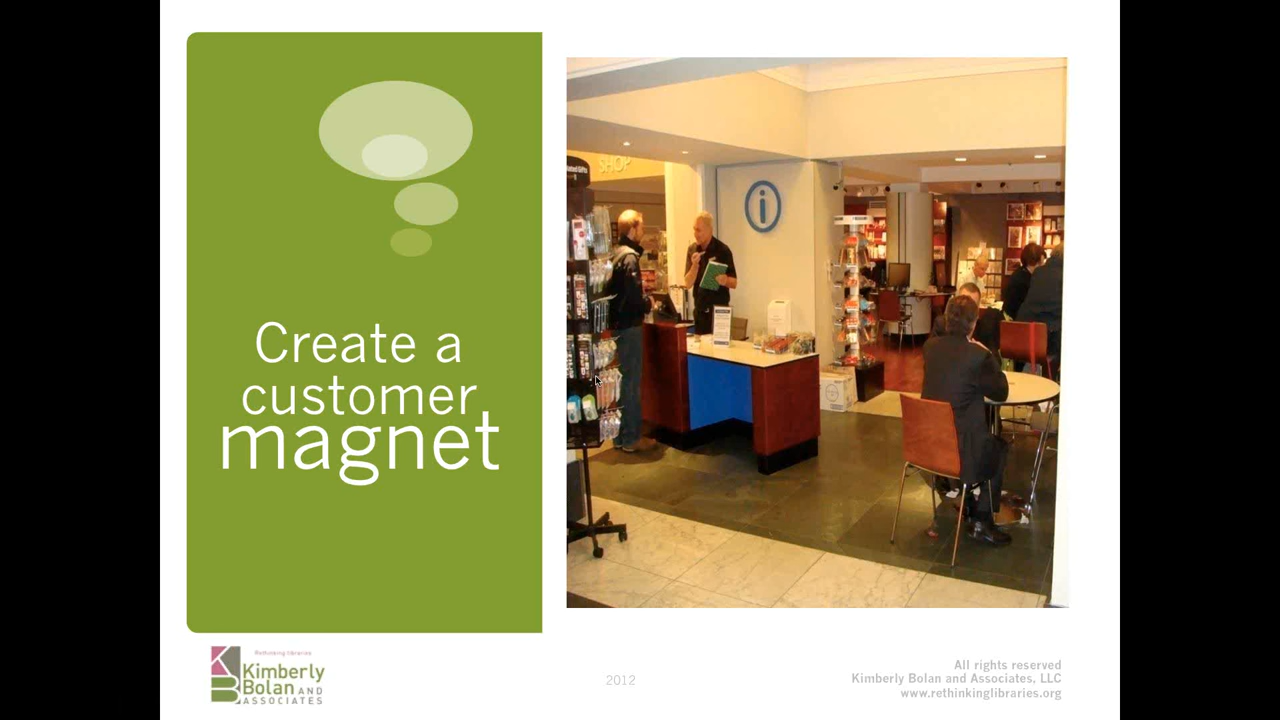 Create a
customer
magnet
SHOP
i
Rethinking libraries
Kimberly
Bolan AND
ASSOCIATES
2012
All rights reserved
Kimberly Bolan and Associates, LLC
www.rethinkinglibraries.org